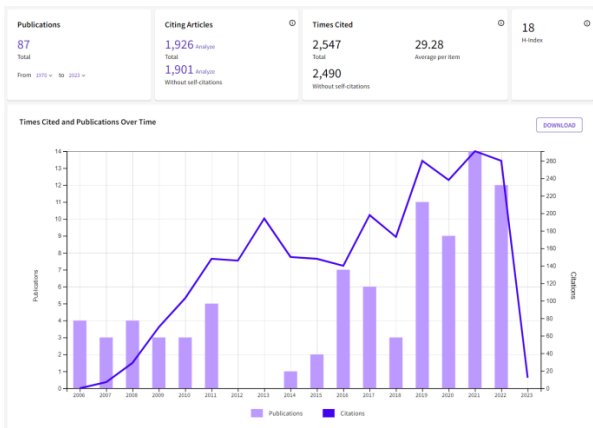 Publications
87
Total
From 1970 to 2023
Citing Articles
1,926 Analyze
Total
1,901 Analyze
Without self-citations
Times Cited
2,547 29.28
Total Average per item
2,490
Without self-citations
18
H-Index
Times Cited and Publications Over Time
DOWNLOAD
14
13
12
11
10
9
8
7
6
5
4
3
2
1
0
Publications
260
240
220
200
180
160
140
120
100
80
60
40
20
0
Citations
2006 2007 2008 2009 2010 2011 2012 2013 2014 2015 2016 2017 2018 2019 2020 2021 2022 2023
Publications Citations